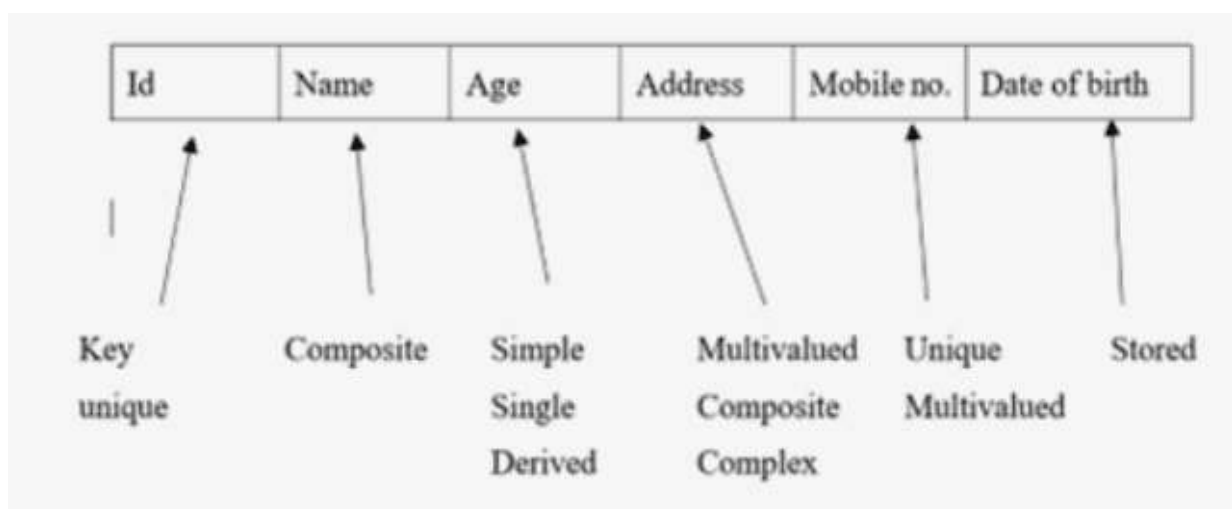 Id Name Age Address Mobile no. Date of birth
Key Composite Simple Multivalued Unique Stored
unique Single Composite Multivalued
Derived Complex